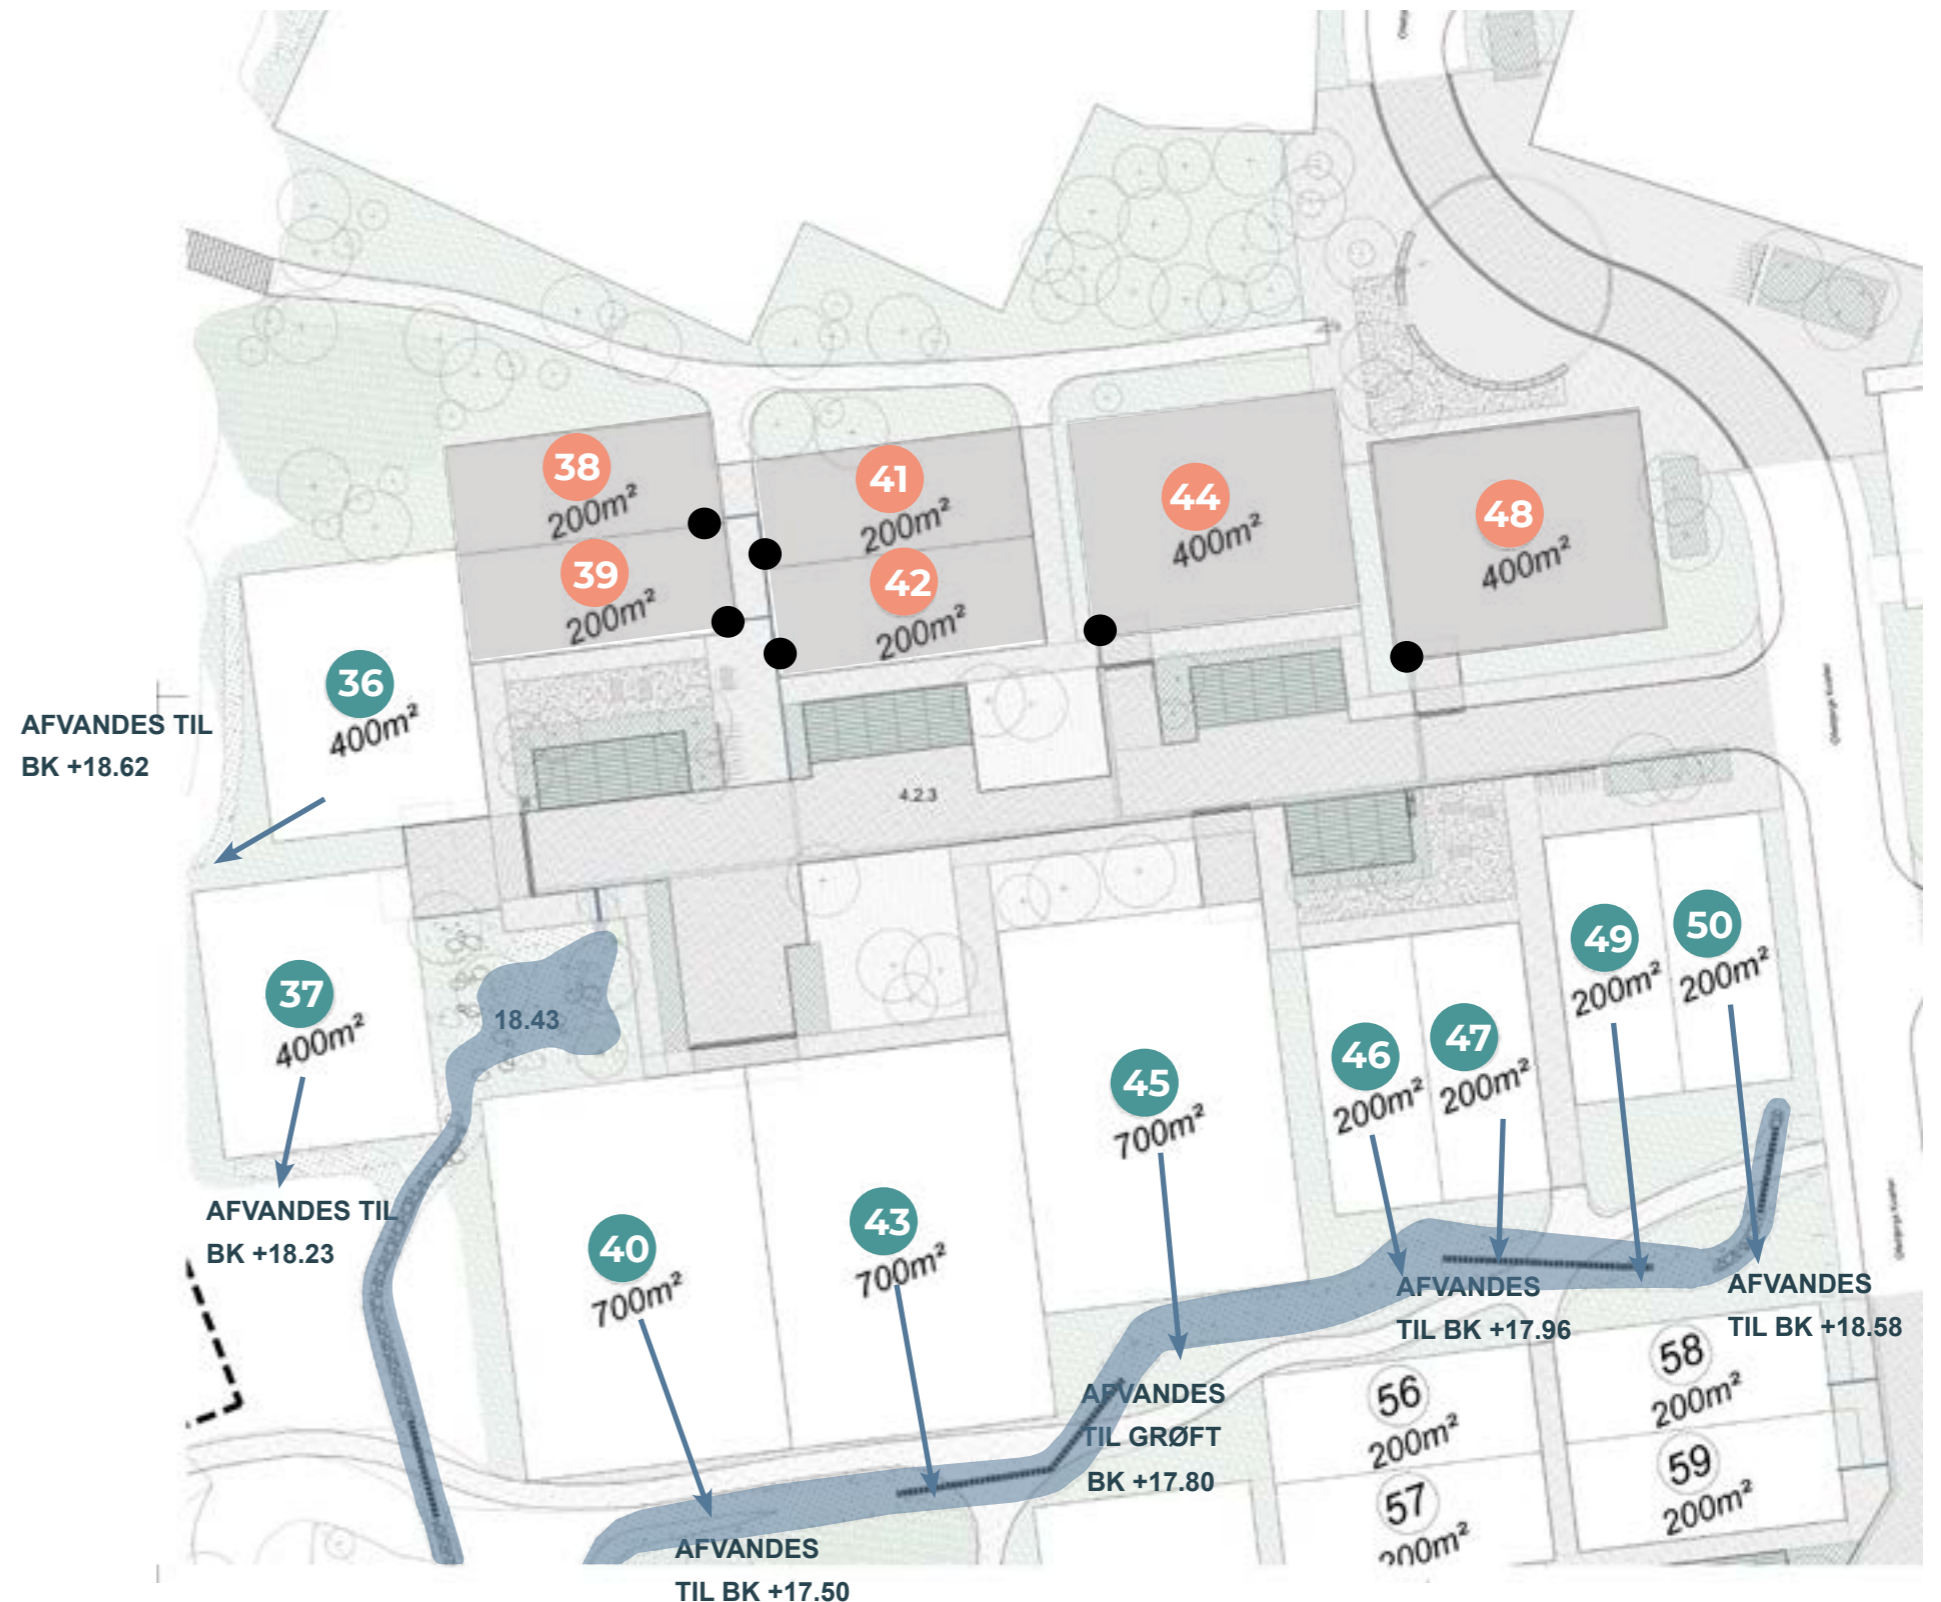 38
200m²
39
200m²
41
200m²
42
200m²
44
400m²
48
400m²
36
400m²
AFVANDES TIL
BK +18.62
4.2.3
37
400m²
18.43
AFVANDES TIL
BK +18.23
40
700m²
43
700m²
45
700m²
46
200m²
47
200m²
49
200m²
50
200m²
AFVANDES
TIL BK +17.96
AFVANDES
TIL BK +18.58
AFVANDES
TIL GRØFT
BK +17.80
AFVANDES
TIL BK +17.50
56
200m²
57
200m²
58
200m²
59
200m²